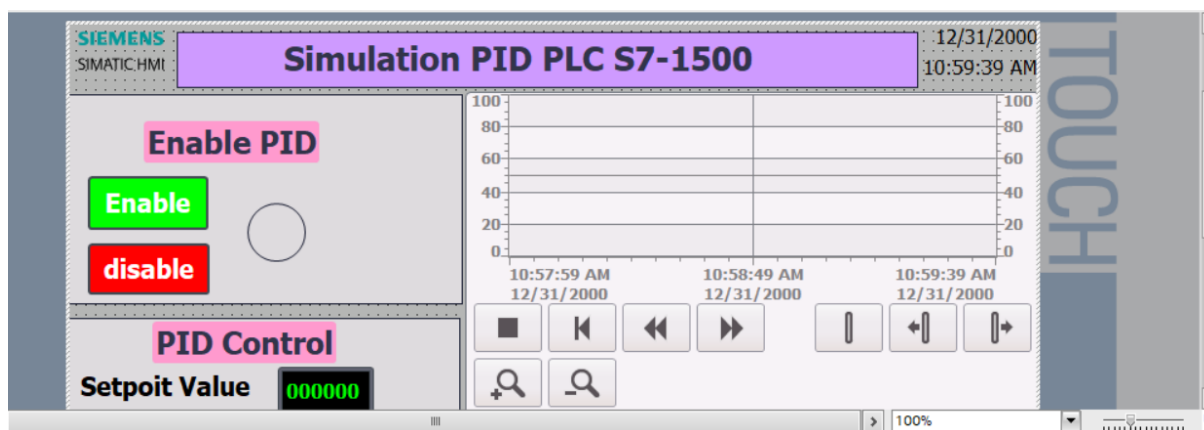 SIEMENS
SIMATIC HMI
Simulation PID PLC S7-1500
12/31/2000
10:59:39 AM
TOUCH
Enable PID
Enable
disable
100
80
60
40
20
0
100
80
60
40
20
0
10:57:59 AM
12/31/2000
10:58:49 AM
12/31/2000
10:59:39 AM
12/31/2000
PID Control
Setpoit Value
000000
100%